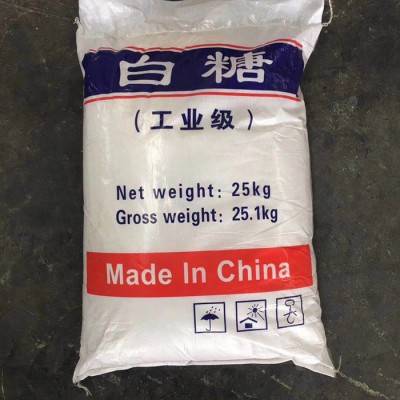 白糖
（工业级）
Net weight: 25kg
Gross weight: 25.1kg
Made In China